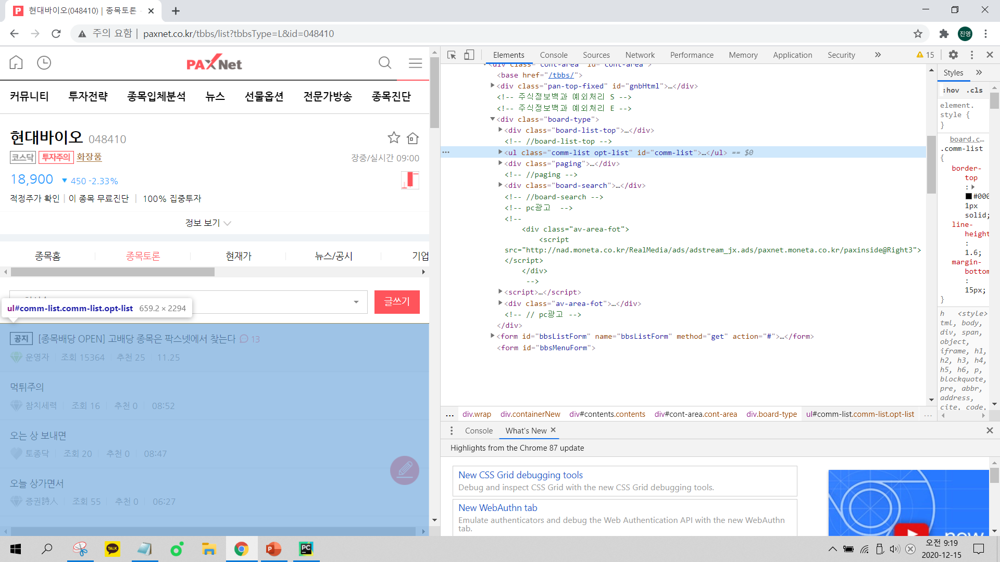 현대바이오(048410) | 종목토론
주의 요함 | paxnet.co.kr/tbbs/list?tbbsType=L&id=048410
진영
PAXNet
커뮤니티 투자전략 종목입체분석 뉴스 선물옵션 전문가방송 종목진단
현대바이오 048410
코스닥 투자주의 화장품 장중/실시간 09:00
18,900 ▼ 450 -2.33%
적정주가 확인 | 이 종목 무료진단 | 100% 집중투자
정보 보기
종목홈 종목토론 현재가 뉴스/공시 기업
글쓰기
ul#comm-list.comm-list.opt-list 659.2 × 2294
공지 [종목배당 OPEN] 고배당 종목은 팍스넷에서 찾는다 13
운영자 조회 15364 추천 25 11.25
먹튀주의
참치세력 조회 16 추천 0 08:52
오는 상 보내면
토종닥 조회 20 추천 0 08:47
오늘 상가면서
증권詩人 조회 55 추천 0 06:27
Elements Console Sources Network Performance Memory Application Security » 15
<div class="cont-area" id="cont-area">
<base href="/tbbs/">
<div class="pan-top-fixed" id="gnbHtml">…</div>
<!-- 주식정보백과 예외처리 S -->
<!-- 주식정보백과 예외처리 E -->
<div class="board-type">
<div class="board-list-top">…</div>
<!-- //board-list-top -->
<ul class="comm-list opt-list" id="comm-list">…</ul> == $0
<div class="paging">…</div>
<!-- //paging -->
<div class="board-search">…</div>
<!-- //board-search -->
<!-- pc광고  -->
<!--
<div class="av-area-fot">
<script
src="http://nad.moneta.co.kr/RealMedia/ads/adstream_jx.ads/paxnet.moneta.co.kr/paxinside@Right3">
</script>
</div>
-->
<script>…</script>
<div class="av-area-fot">…</div>
<!-- // pc광고 -->
</div>
<form id="bbsListForm" name="bbsListForm" method="get" action="#">…</form>
<form id="bbsMenuForm">
... div.wrap div.containerNew div#contents.contents div#cont-area.cont-area div.board-type ul#comm-list.comm-list.opt-list ...
Styles »
:hov .cls
element.
style {
}
board.c…
.comm-list
{
border-
top
:
#000
1px
solid;
line-
height
:
1.6;
margin-
bottom
:
15px;
}
h <style>
tml, body,
div, span,
object,
iframe, h1,
h2, h3, h4,
h5, h6, p,
blockquote,
pre, abbr,
address,
cite, code,
Console What's New
Highlights from the Chrome 87 update
New CSS Grid debugging tools
Debug and inspect CSS Grid with the new CSS Grid debugging tools.
New WebAuthn tab
Emulate authenticators and debug the Web Authentication API with the new WebAuthn
tab.
new
TALK
PC
오전 9:19
2020-12-15